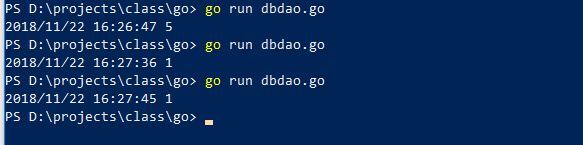 PS D:\projects\class\go> go run dbdao.go
2018/11/22 16:26:47 5
PS D:\projects\class\go> go run dbdao.go
2018/11/22 16:27:36 1
PS D:\projects\class\go> go run dbdao.go
2018/11/22 16:27:45 1
PS D:\projects\class\go>